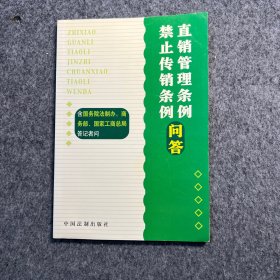 ZHIXIAO
GUANLI
TIAOLI
JINZHI
CHUANXIAO
TIAOLI
WENDA
直销管理条例
禁止传销条例
问答
含国务院法制办、商
务部、国家工商总局
答记者问
中国法制出版社